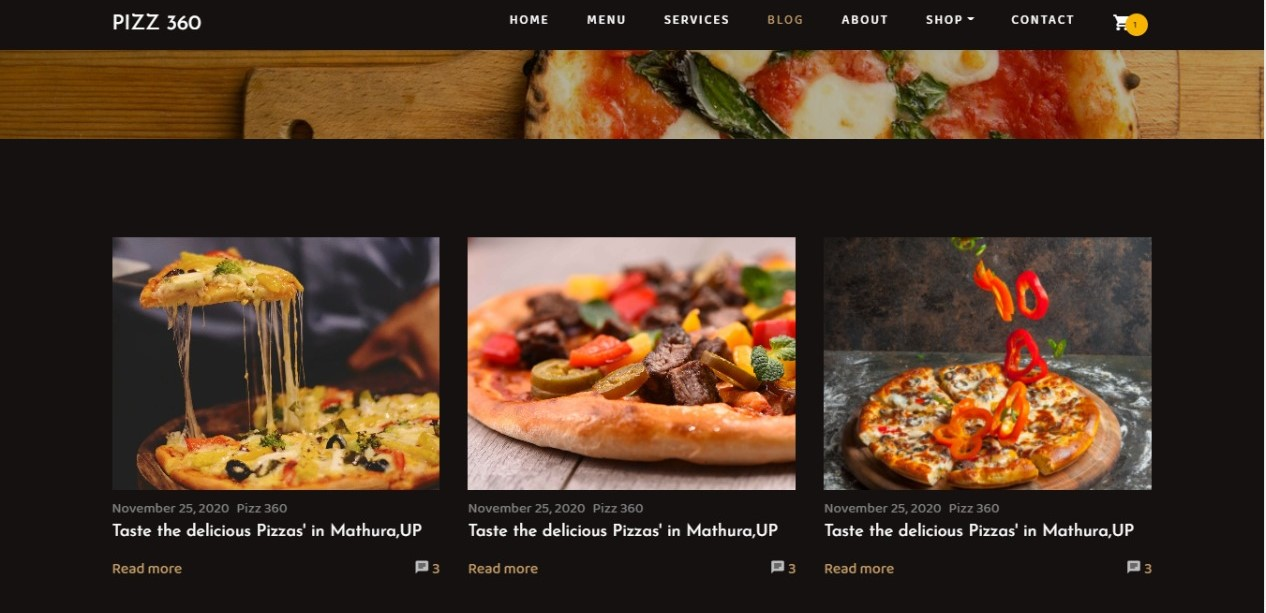 PIZZ 360
HOME MENU SERVICES BLOG ABOUT SHOP CONTACT 1
November 25, 2020 Pizz 360
Taste the delicious Pizzas' in Mathura,UP
Read more 3
November 25, 2020 Pizz 360
Taste the delicious Pizzas' in Mathura,UP
Read more 3
November 25, 2020 Pizz 360
Taste the delicious Pizzas' in Mathura,UP
Read more 3